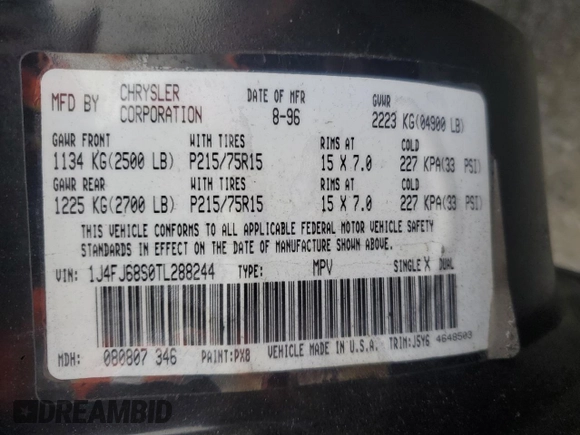 MFD BY CHRYSLER CORPORATION DATE OF MFR 8-96 GVWR 2223 KG(04900 LB)
GAWR FRONT WITH TIRES RIMS AT COLD
1134 KG(2500 LB) P215/75R15 15 X 7.0 227 KPA(33 PSI)
GAWR REAR WITH TIRES RIMS AT COLD
1225 KG(2700 LB) P215/75R15 15 X 7.0 227 KPA(33 PSI)
THIS VEHICLE CONFORMS TO ALL APPLICABLE FEDERAL MOTOR VEHICLE SAFETY
STANDARDS IN EFFECT ON THE DATE OF MANUFACTURE SHOWN ABOVE.
VIN: 1J4FJ68S0TL288244 TYPE: MPV SINGLE X DUAL
MDH: 080807 346 PAINT:PX8 VEHICLE MADE IN U.S.A. TRIM:JSY6 4648503
DREAMBID